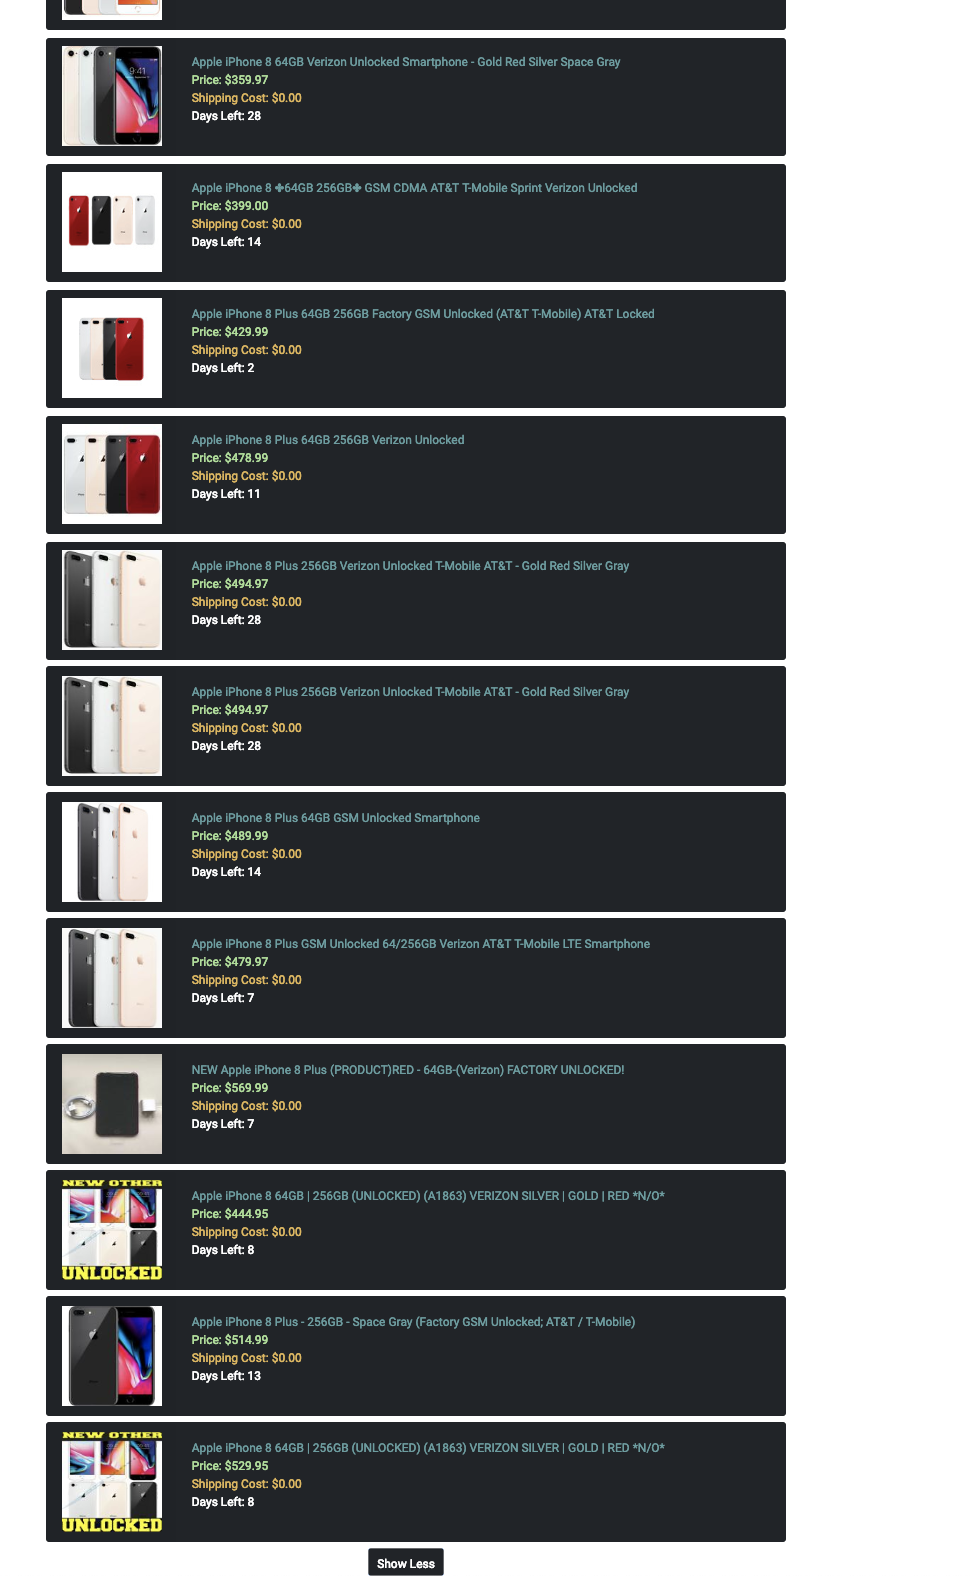 Apple iPhone 8 64GB Verizon Unlocked Smartphone - Gold Red Silver Space Gray
Price: $359.97
Shipping Cost: $0.00
Days Left: 28
Apple iPhone 8 ✤64GB 256GB✤ GSM CDMA AT&T T-Mobile Sprint Verizon Unlocked
Price: $399.00
Shipping Cost: $0.00
Days Left: 14
Apple iPhone 8 Plus 64GB 256GB Factory GSM Unlocked (AT&T T-Mobile) AT&T Locked
Price: $429.99
Shipping Cost: $0.00
Days Left: 2
Apple iPhone 8 Plus 64GB 256GB Verizon Unlocked
Price: $478.99
Shipping Cost: $0.00
Days Left: 11
Apple iPhone 8 Plus 256GB Verizon Unlocked T-Mobile AT&T - Gold Red Silver Gray
Price: $494.97
Shipping Cost: $0.00
Days Left: 28
Apple iPhone 8 Plus 256GB Verizon Unlocked T-Mobile AT&T - Gold Red Silver Gray
Price: $494.97
Shipping Cost: $0.00
Days Left: 28
Apple iPhone 8 Plus 64GB GSM Unlocked Smartphone
Price: $489.99
Shipping Cost: $0.00
Days Left: 14
Apple iPhone 8 Plus GSM Unlocked 64/256GB Verizon AT&T T-Mobile LTE Smartphone
Price: $479.97
Shipping Cost: $0.00
Days Left: 7
NEW Apple iPhone 8 Plus (PRODUCT)RED - 64GB-(Verizon) FACTORY UNLOCKED!
Price: $569.99
Shipping Cost: $0.00
Days Left: 7
NEW OTHER
UNLOCKED
Apple iPhone 8 64GB | 256GB (UNLOCKED) (A1863) VERIZON SILVER | GOLD | RED *N/O*
Price: $444.95
Shipping Cost: $0.00
Days Left: 8
Apple iPhone 8 Plus - 256GB - Space Gray (Factory GSM Unlocked; AT&T / T-Mobile)
Price: $514.99
Shipping Cost: $0.00
Days Left: 13
NEW OTHER
UNLOCKED
Apple iPhone 8 64GB | 256GB (UNLOCKED) (A1863) VERIZON SILVER | GOLD | RED *N/O*
Price: $529.95
Shipping Cost: $0.00
Days Left: 8
Show Less